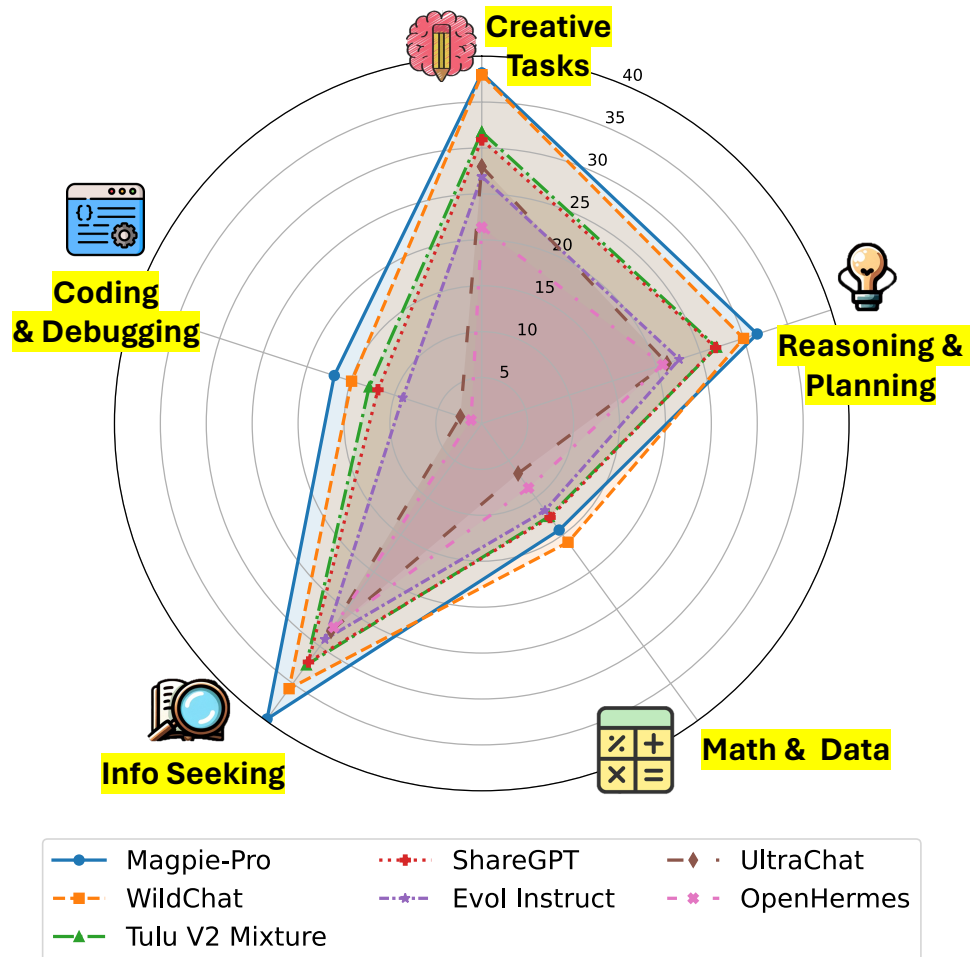 Creative
Tasks
40
35
30
25
20
15
10
5
{}
Coding
& Debugging
Reasoning &
Planning
Info Seeking
% +
× =
Math & Data
Magpie-Pro
WildChat
Tulu V2 Mixture
ShareGPT
Evol Instruct
UltraChat
OpenHermes